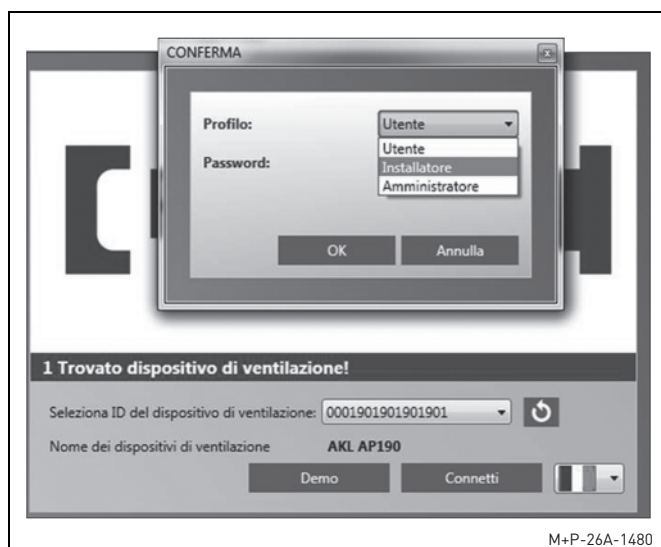 CONFERMA
Profilo: Utente
Utente
Password: Installatore
Amministratore
OK Annulla
1 Trovato dispositivo di ventilazione!
Seleziona ID del dispositivo di ventilazione: 0001901901901901
Nome dei dispositivi di ventilazione AKL AP190
Demo Connetti
M+P-26A-1480